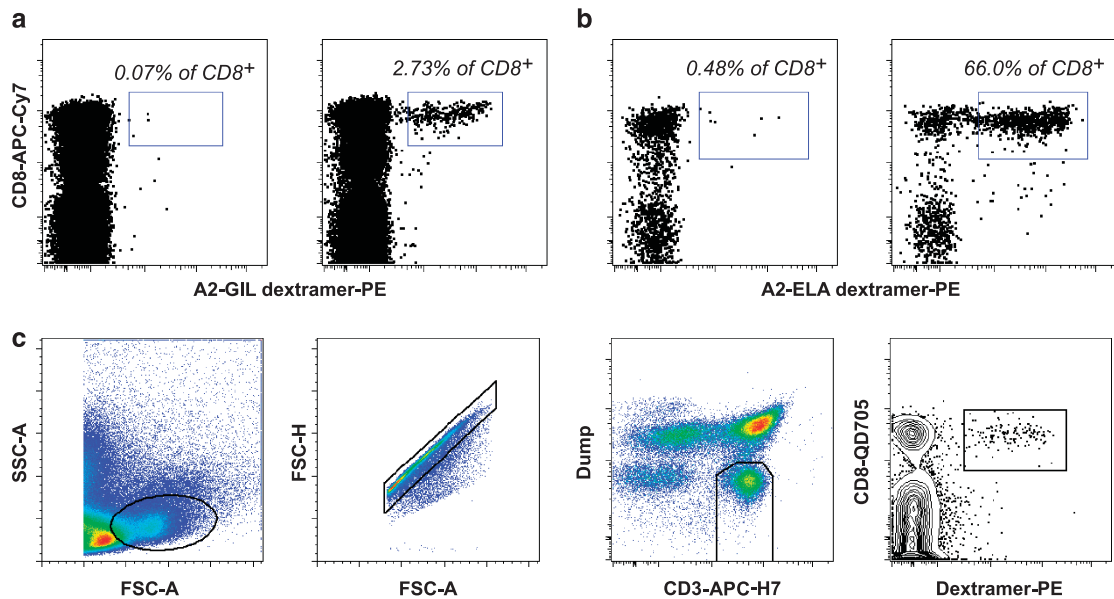 a
b
0.07% of CD8+
2.73% of CD8+
0.48% of CD8+
66.0% of CD8+
CD8-APC-Cy7
A2-GIL dextramer-PE
A2-ELA dextramer-PE
c
SSC-A
FSC-A
FSC-H
FSC-A
Dump
CD3-APC-H7
CD8-QD705
Dextramer-PE